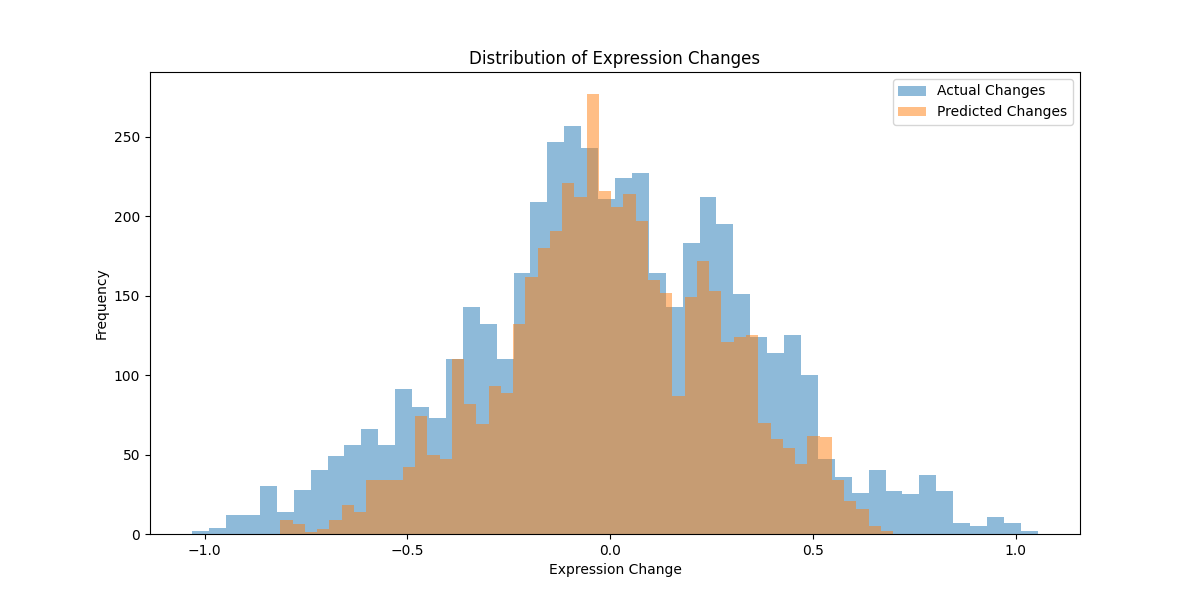 Distribution of Expression Changes
Actual Changes
Predicted Changes
Frequency
250
200
150
100
50
0
−1.0
−0.5
0.0
0.5
1.0
Expression Change